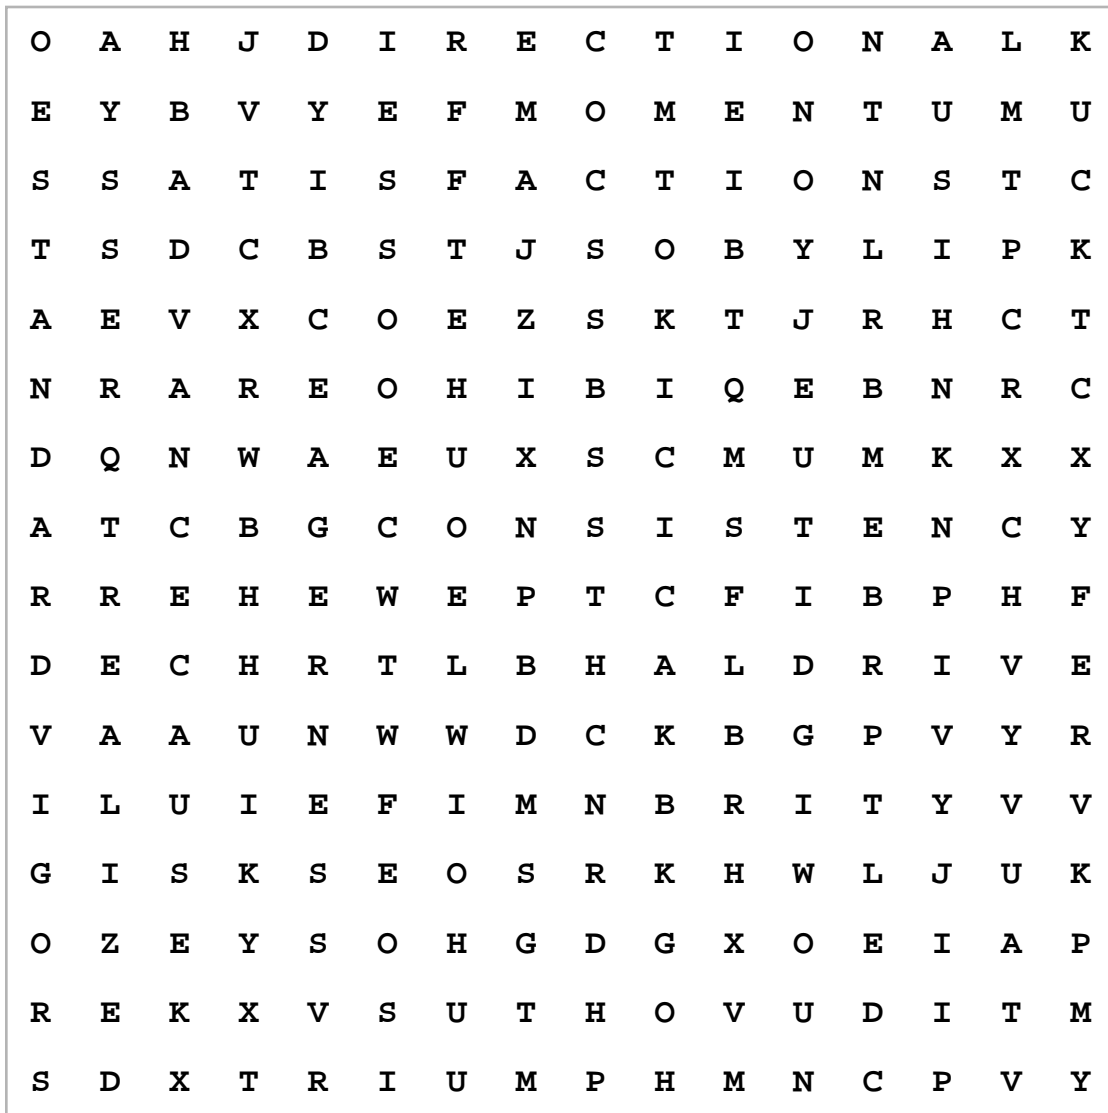 O A H J D I R E C T I O N A L K
E Y B V Y E F M O M E N T U M U
S S A T I S F A C T I O N S T C
T S D C B S T J S O B Y L I P K
A E V X C O E Z S K T J R H C T
N R A R E O H I B I Q E B N R C
D Q N W A E U X S C M U M K X X
A T C B G C O N S I S T E N C Y
R R E H E W E P T C F I B P H F
D E C H R T L B H A L D R I V E
V A A U N W W D C K B G P V Y R
I L U I E F I M N B R I T Y V V
G I S K S E O S R K H W L J U K
O Z E Y S O H G D G X O E I A P
R E K X V S U T H O V U D I T M
S D X T R I U M P H M N C P V Y